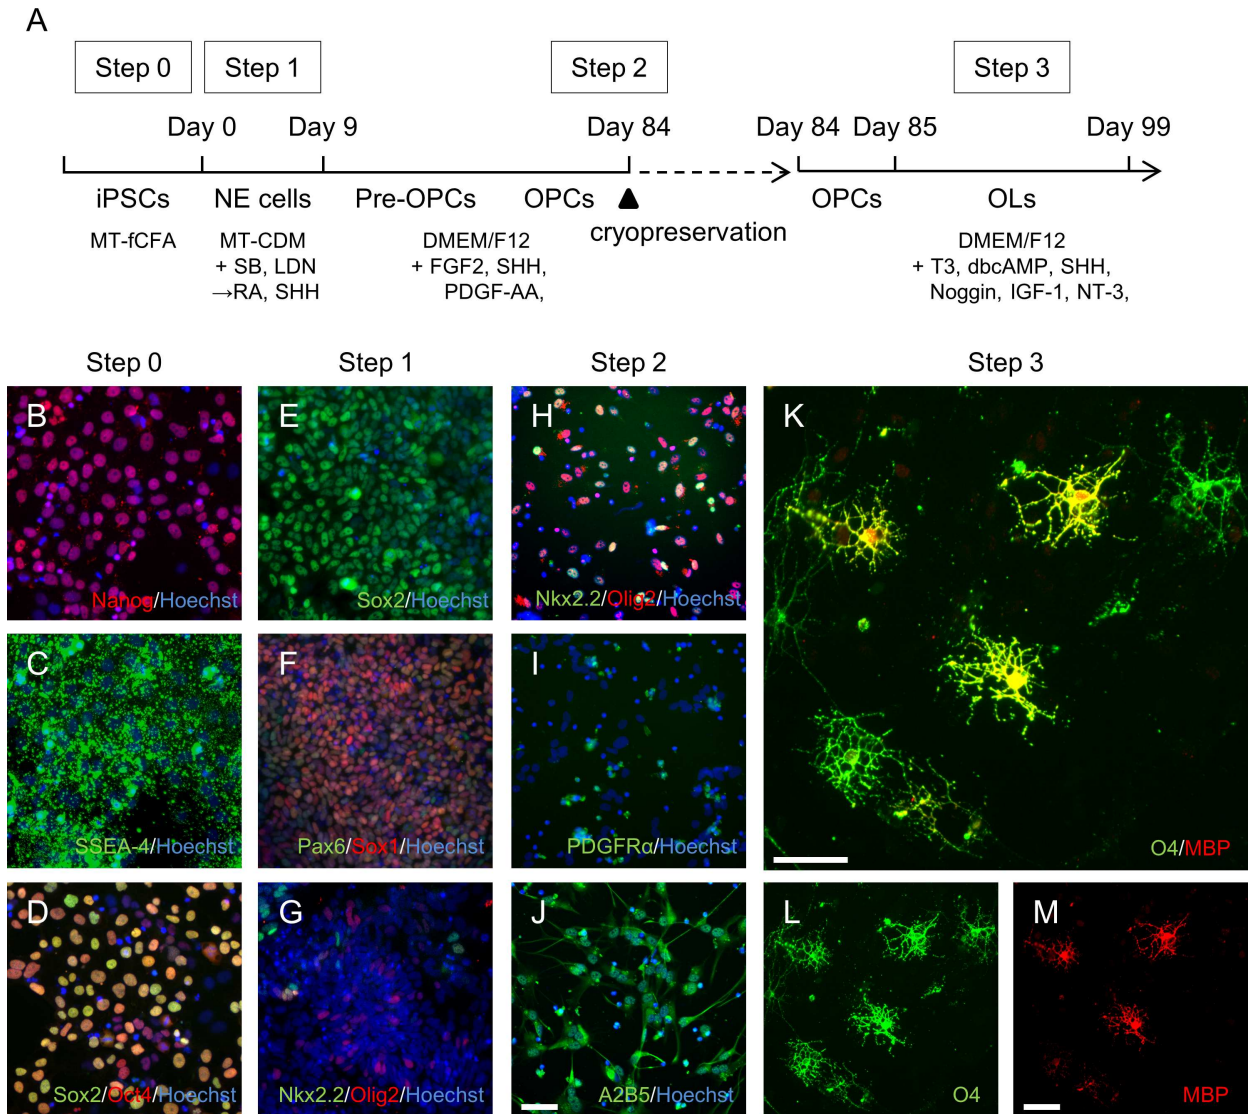 A
Step 0 Step 1 Step 2 Step 3
Day 0 Day 9 Day 84 Day 84 Day 85 Day 99
iPSCs NE cells Pre-OPCs OPCs OPCs OLs
cryopreservation
MT-fCFA
MT-CDM
+ SB, LDN
→RA, SHH
DMEM/F12
+ FGF2, SHH,
PDGF-AA,
DMEM/F12
+ T3, dbcAMP, SHH,
Noggin, IGF-1, NT-3,
Step 0 Step 1 Step 2 Step 3
B
Nanog/Hoechst
E
Sox2/Hoechst
H
Nkx2.2/Olig2/Hoechst
K
O4/MBP
C
SSEA-4/Hoechst
F
Pax6/Sox1/Hoechst
I
PDGFRα/Hoechst
D
Sox2/Oct4/Hoechst
G
Nkx2.2/Olig2/Hoechst
J
A2B5/Hoechst
L
O4
M
MBP